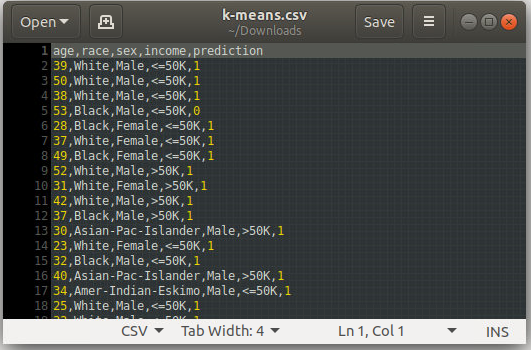 Open
k-means.csv
~/Downloads
Save
1 age,race,sex,income,prediction
2 39,White,Male,<=50K,1
3 50,White,Male,<=50K,1
4 38,White,Male,<=50K,1
5 53,Black,Male,<=50K,0
6 28,Black,Female,<=50K,1
7 37,White,Female,<=50K,1
8 49,Black,Female,<=50K,1
9 52,White,Male,>50K,1
10 31,White,Female,>50K,1
11 42,White,Male,>50K,1
12 37,Black,Male,>50K,1
13 30,Asian-Pac-Islander,Male,>50K,1
14 23,White,Female,<=50K,1
15 32,Black,Male,<=50K,1
16 40,Asian-Pac-Islander,Male,>50K,1
17 34,Amer-Indian-Eskimo,Male,<=50K,1
18 25,White,Male,<=50K,1
CSV Tab Width: 4 Ln 1, Col 1 INS